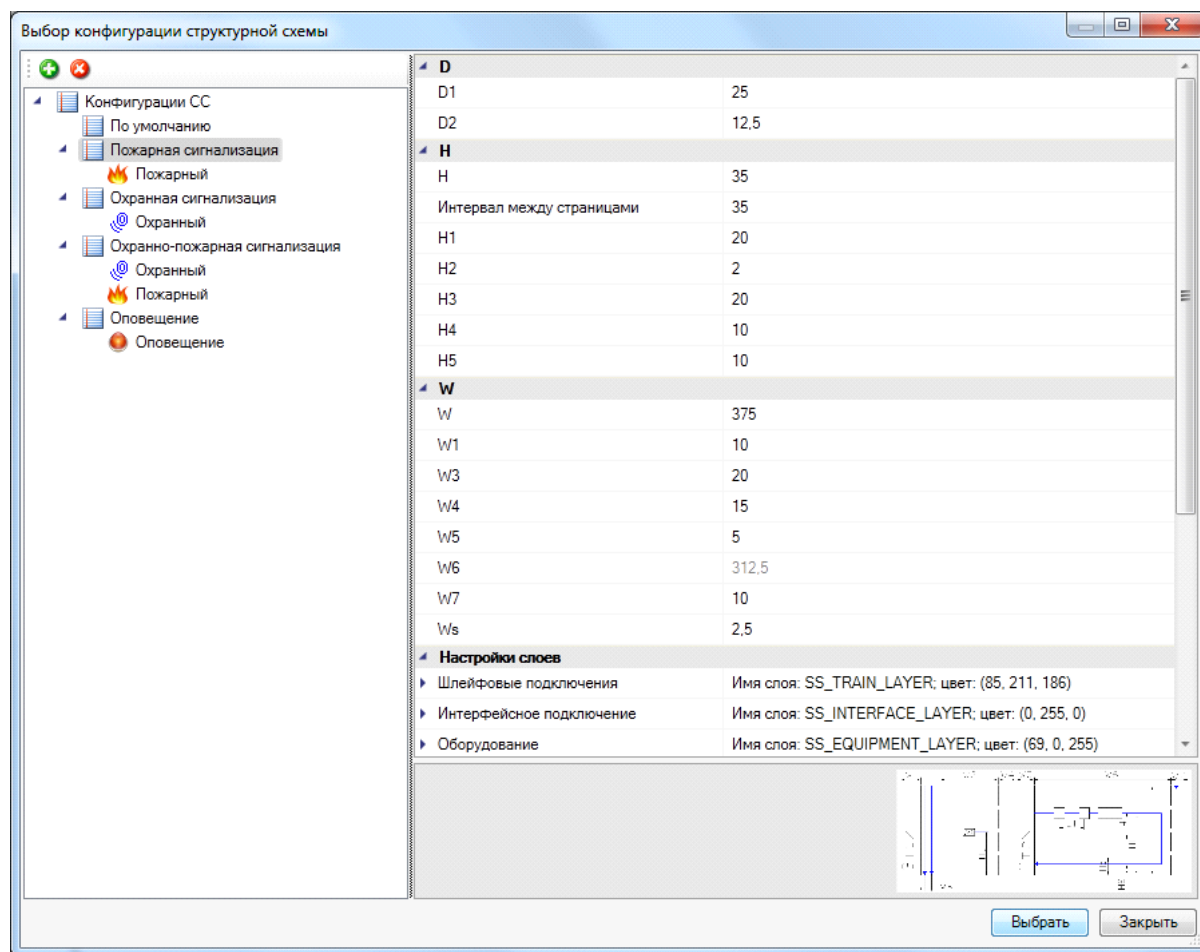 Выбор конфигурации структурной схемы
Конфигурации СС
По умолчанию
Пожарная сигнализация
Пожарный
Охранная сигнализация
Охранный
Охранно-пожарная сигнализация
Охранный
Пожарный
Оповещение
Оповещение
D
D1 25
D2 12,5
H
H 35
Интервал между страницами 35
H1 20
H2 2
H3 20
H4 10
H5 10
W
W 375
W1 10
W3 20
W4 15
W5 5
W6 312,5
W7 10
Ws 2,5
Настройки слоев
Шлейфовые подключения Имя слоя: SS_TRAIN_LAYER; цвет: (85, 211, 186)
Интерфейсное подключение Имя слоя: SS_INTERFACE_LAYER; цвет: (0, 255, 0)
Оборудование Имя слоя: SS_EQUIPMENT_LAYER; цвет: (69, 0, 255)
Выбрать Закрыть